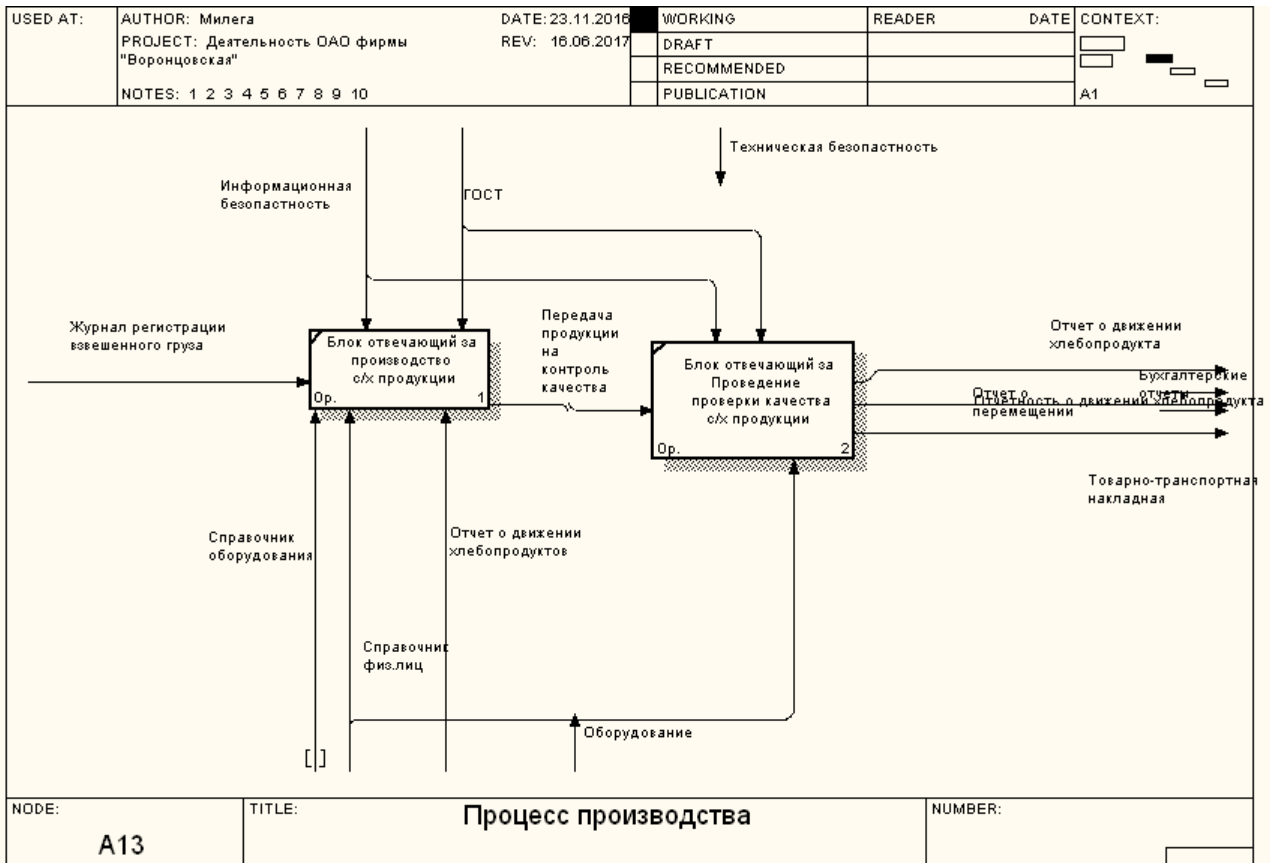 USED AT:
AUTHOR: Милега
DATE: 23.11.2016
PROJECT: Деятельность ОАО фирмы
"Воронцовская"
REV: 16.06.2017
NOTES: 1 2 3 4 5 6 7 8 9 10
WORKING
DRAFT
RECOMMENDED
PUBLICATION
READER
DATE
CONTEXT:
A1
Техническая безопастность
Информационная
безопастность
ГОСТ
Журнал регистрации
взвешенного груза
Блок отвечающий за
производство
с/х продукции
0р.
1
Передача
продукции
на
контроль
качества
Блок отвечающий за
Проведение
проверки качества
с/х продукции
0р.
2
Отчет о движении
хлебопродукта
Бухгалтерские
отчеты
Отчет о
перемещении
Отчетность о движении хлебопродукта
Товарно-транспортная
накладная
Справочник
оборудования
Отчет о движении
хлебопродуктов
Справочник
физ.лиц
Оборудование
NODE:
A13
TITLE:
Процесс производства
NUMBER: